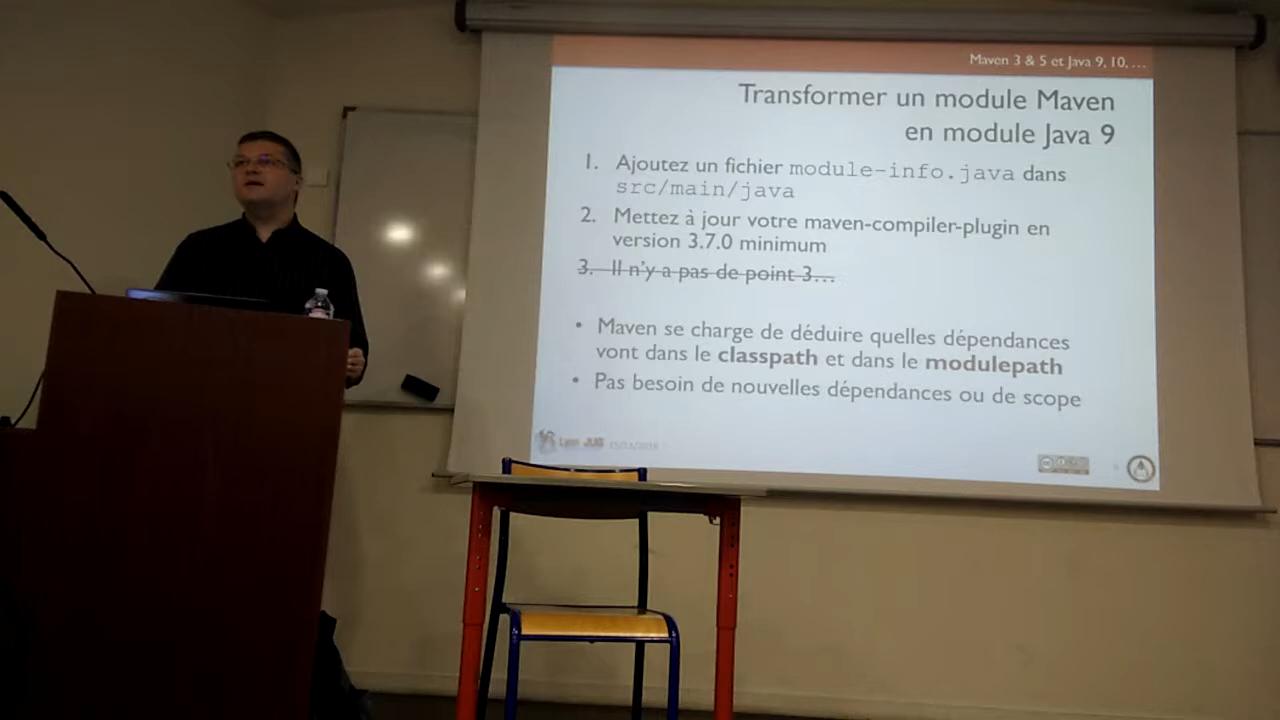 Maven 3 & 5 et Java 9, 10, …
Transformer un module Maven
en module Java 9
1. Ajoutez un fichier module-info.java dans
src/main/java
2. Mettez à jour votre maven-compiler-plugin en
version 3.7.0 minimum
3. Il n'y a pas de point 3…
• Maven se charge de déduire quelles dépendances
vont dans le classpath et dans le modulepath
• Pas besoin de nouvelles dépendances ou de scope
Lyon JUG